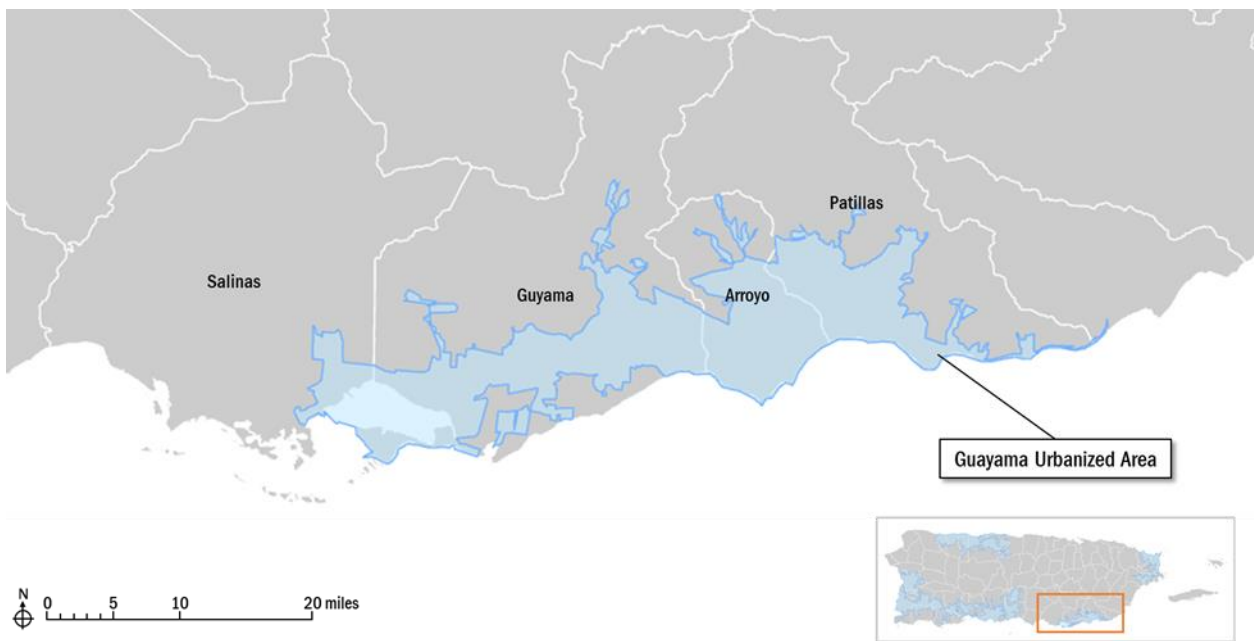 Patillas
Salinas
Guyama
Arroyo
Guayama Urbanized Area
N
0 5 10 20 miles